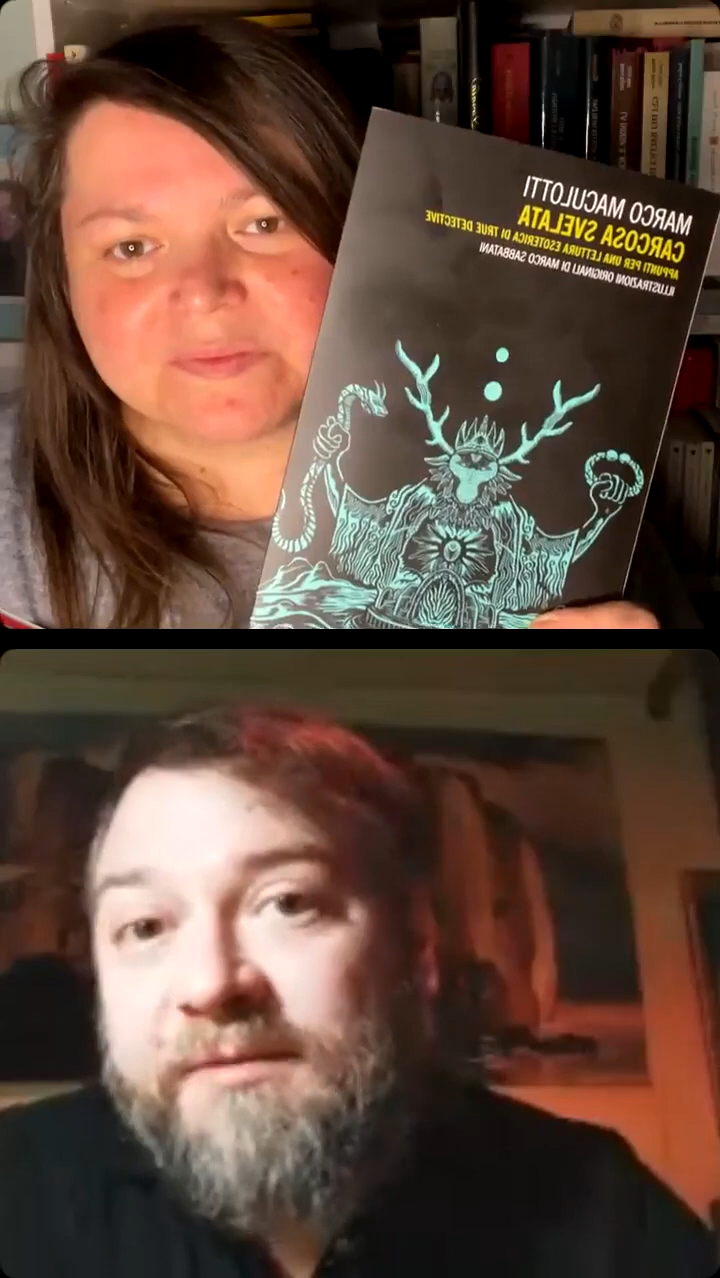 MARCO MACULOTTI
CARCOSA SVELATA
APPUNTI PER UNA LETTURA ESOTERICA DI TRUE DETECTIVE
ILLUSTRAZIONI ORIGINALI DI MARCO SABBATANI